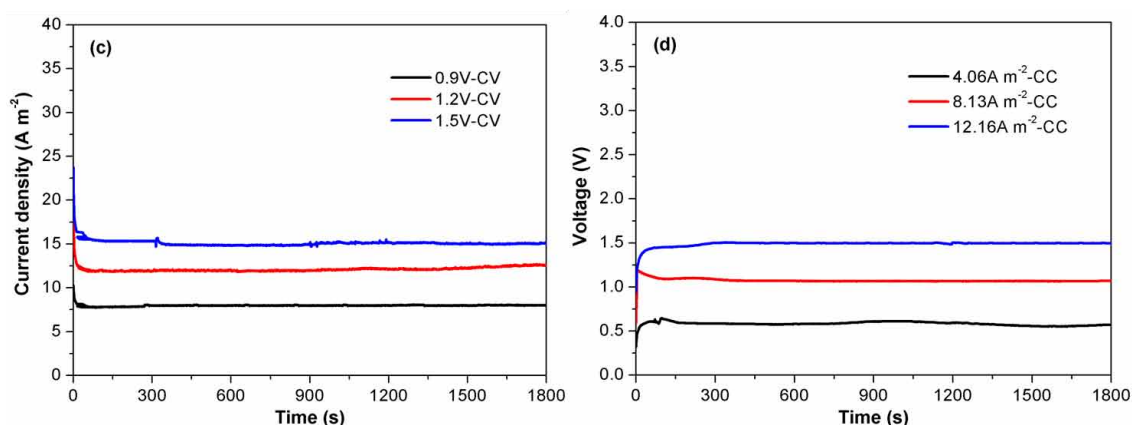 (c)
0.9V-CV
1.2V-CV
1.5V-CV
40
35
30
25
20
15
10
5
0
Current density (A m⁻²)
0 300 600 900 1200 1500 1800
Time (s)
(d)
4.06A m⁻²-CC
8.13A m⁻²-CC
12.16A m⁻²-CC
4.0
3.5
3.0
2.5
2.0
1.5
1.0
0.5
0.0
Voltage (V)
0 300 600 900 1200 1500 1800
Time (s)